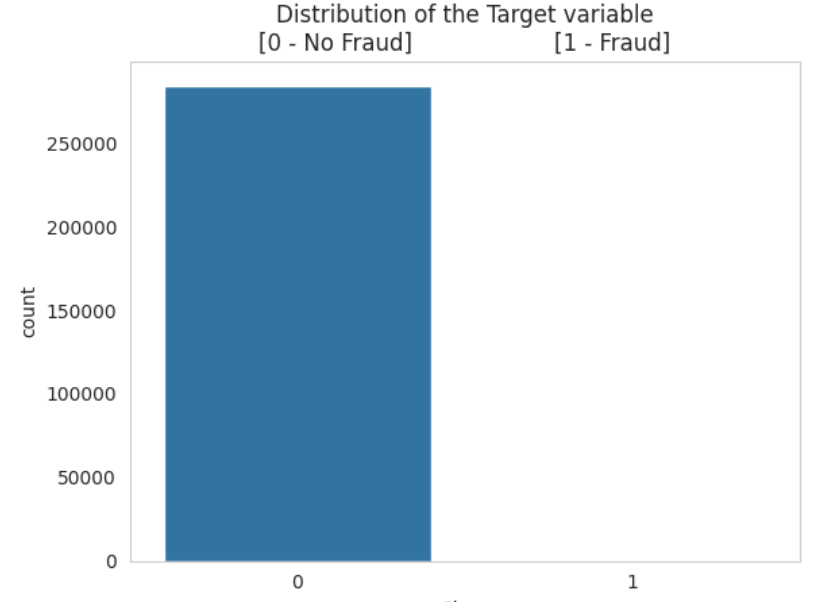 Distribution of the Target variable
[0 - No Fraud] [1 - Fraud]
250000
200000
150000
100000
50000
0
count
0 1